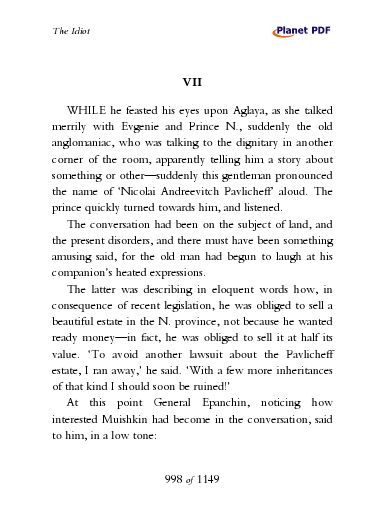 The Idiot
Planet PDF
VII
WHILE he feasted his eyes upon Aglaya, as she talked
merrily with Evgenie and Prince N., suddenly the old
anglomaniac, who was talking to the dignitary in another
corner of the room, apparently telling him a story about
something or other—suddenly this gentleman pronounced
the name of ‘Nicolai Andreevitch Pavlicheff’ aloud. The
prince quickly turned towards him, and listened.
The conversation had been on the subject of land, and
the present disorders, and there must have been something
amusing said, for the old man had begun to laugh at his
companion’s heated expressions.
The latter was describing in eloquent words how, in
consequence of recent legislation, he was obliged to sell a
beautiful estate in the N. province, not because he wanted
ready money—in fact, he was obliged to sell it at half its
value. ‘To avoid another lawsuit about the Pavlicheff
estate, I ran away,’ he said. ‘With a few more inheritances
of that kind I should soon be ruined!’
At this point General Epanchin, noticing how
interested Muishkin had become in the conversation, said
to him, in a low tone:
998 of 1149